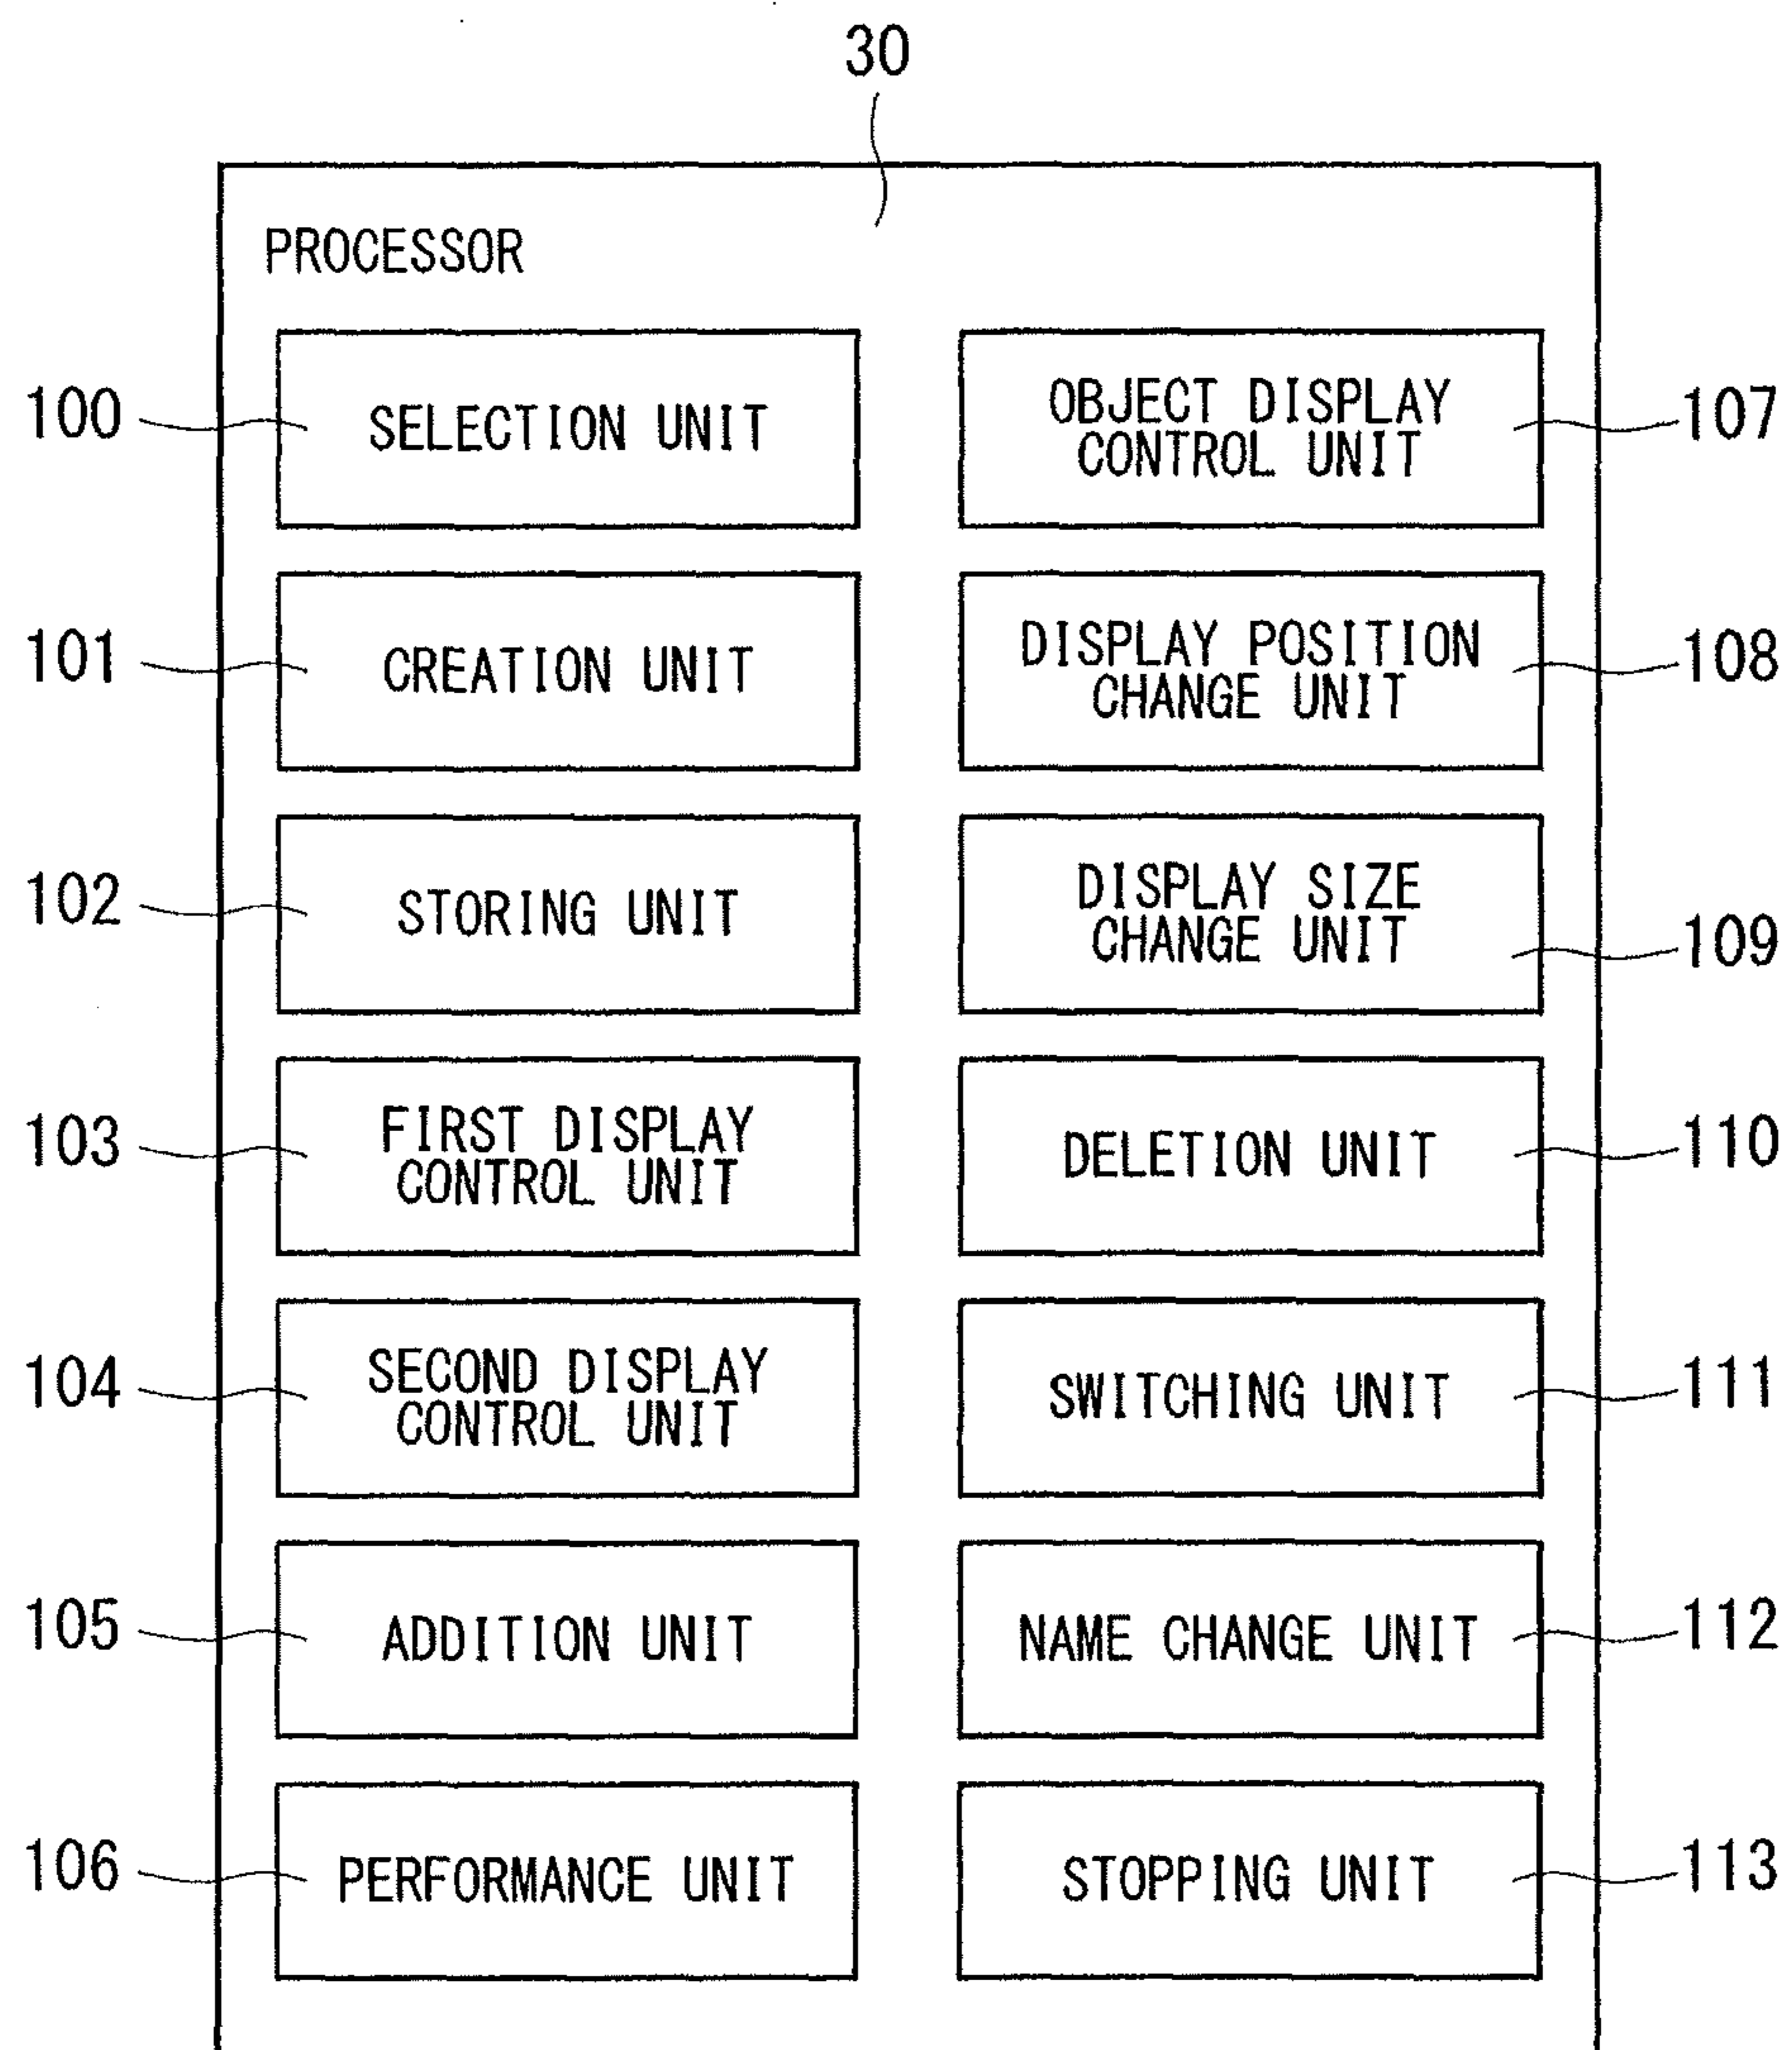 30
PROCESSOR
100
SELECTION UNIT
101
CREATION UNIT
102
STORING UNIT
103
FIRST DISPLAY
CONTROL UNIT
104
SECOND DISPLAY
CONTROL UNIT
105
ADDITION UNIT
106
PERFORMANCE UNIT
OBJECT DISPLAY
CONTROL UNIT
107
DISPLAY POSITION
CHANGE UNIT
108
DISPLAY SIZE
CHANGE UNIT
109
DELETION UNIT
110
SWITCHING UNIT
111
NAME CHANGE UNIT
112
STOPPING UNIT
113